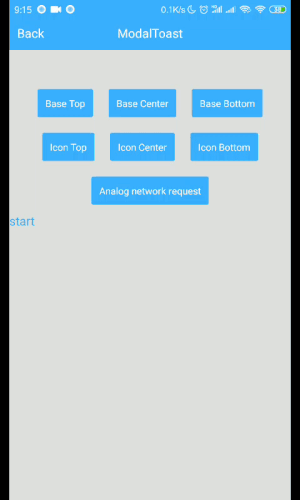 9:15 0.1K/s
Back ModalToast
Base Top Base Center Base Bottom
Icon Top Icon Center Icon Bottom
Analog network request
start